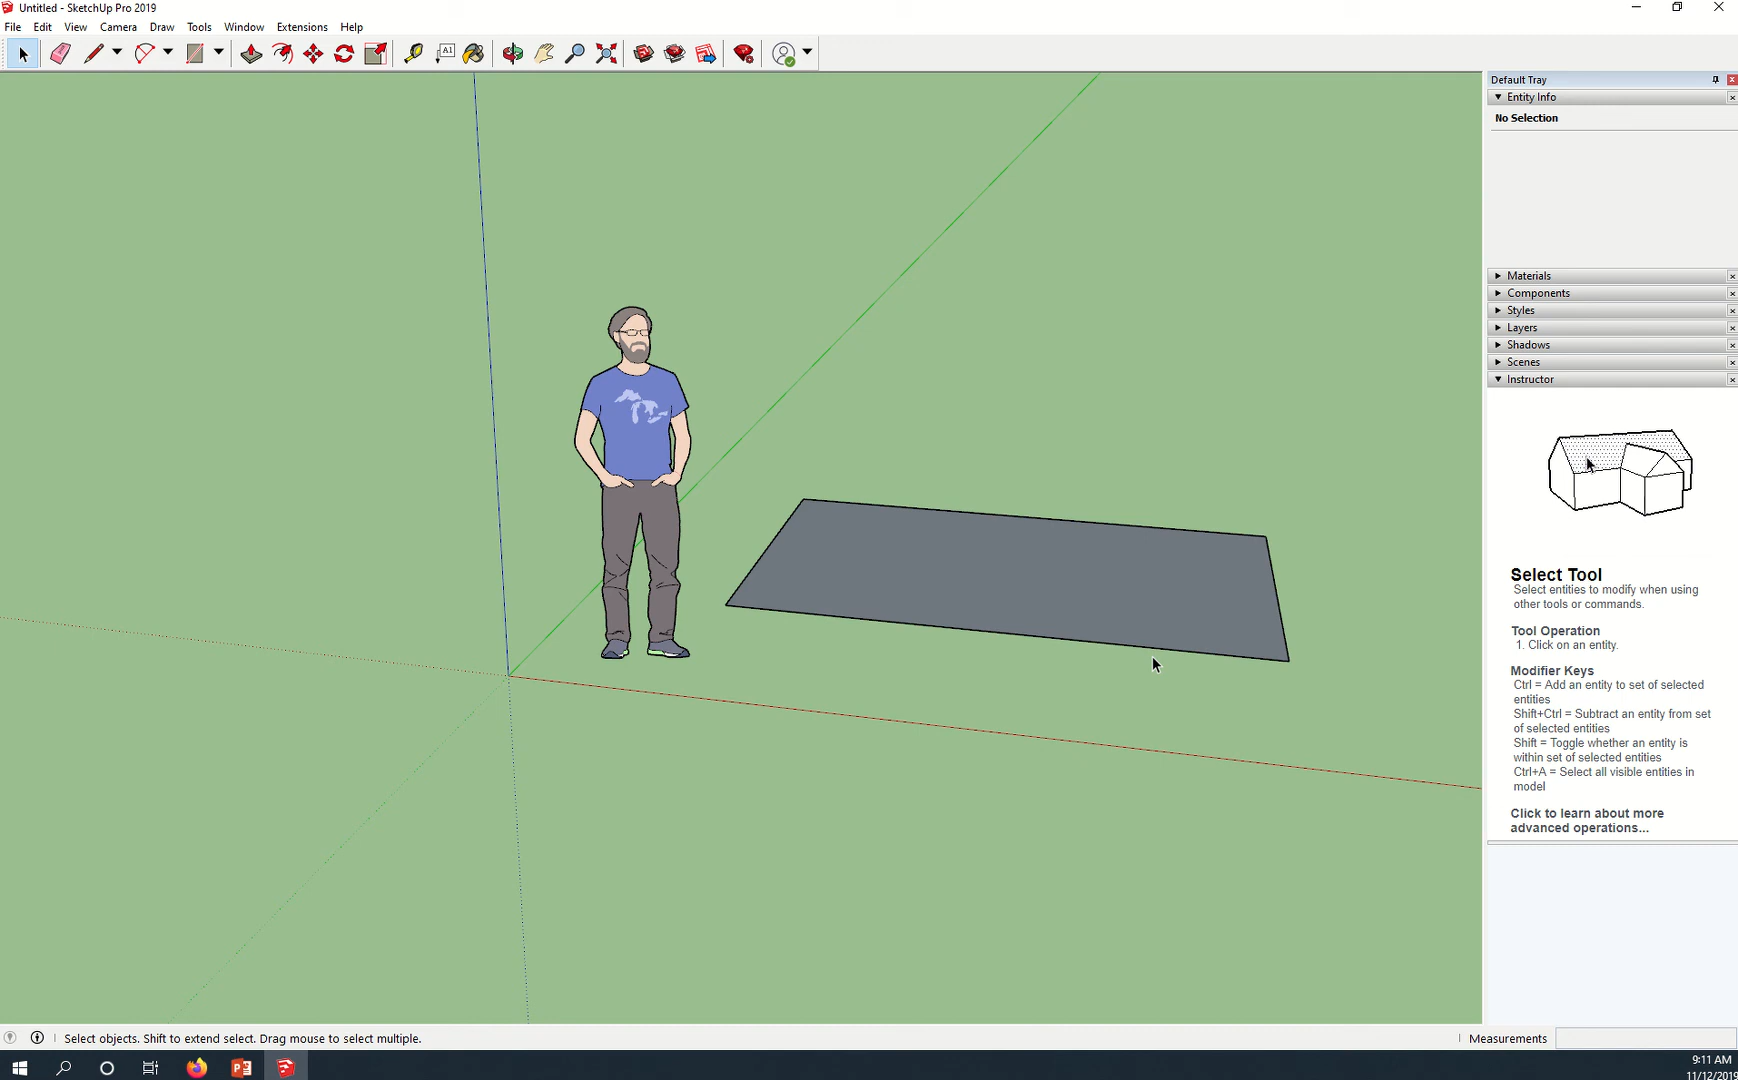 Untitled - SketchUp Pro 2019
File Edit View Camera Draw Tools Window Extensions Help
A1
Default Tray
Entity Info
No Selection
Materials
Components
Styles
Layers
Shadows
Scenes
Instructor
Select Tool
Select entities to modify when using
other tools or commands.
Tool Operation
1. Click on an entity.
Modifier Keys
Ctrl = Add an entity to set of selected
entities
Shift+Ctrl = Subtract an entity from set
of selected entities
Shift = Toggle whether an entity is
within set of selected entities
Ctrl+A = Select all visible entities in
model
Click to learn about more
advanced operations...
Select objects. Shift to extend select. Drag mouse to select multiple.
Measurements
9:11 AM
11/12/2019